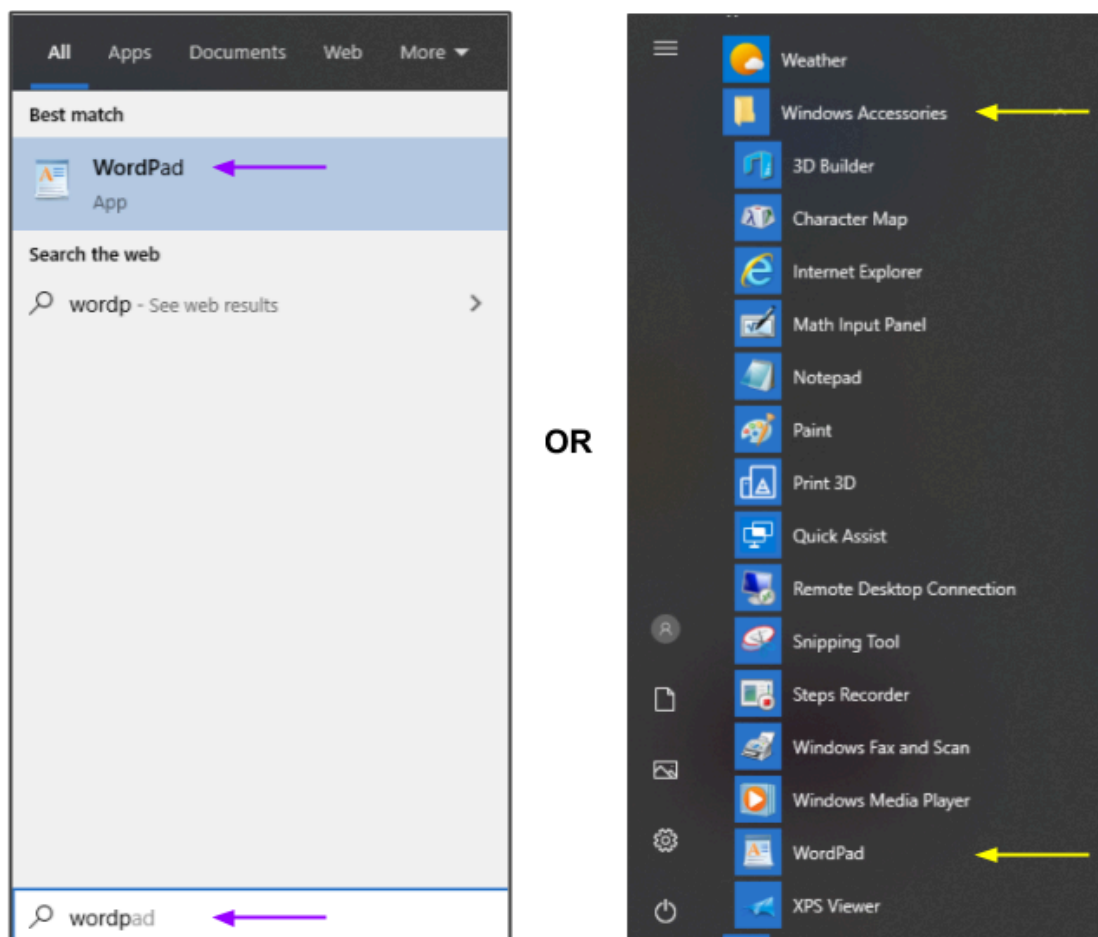 All Apps Documents Web More
Best match
WordPad
App
Search the web
wordp - See web results
wordpad
OR
Weather
Windows Accessories
3D Builder
Character Map
Internet Explorer
Math Input Panel
Notepad
Paint
Print 3D
Quick Assist
Remote Desktop Connection
Snipping Tool
Steps Recorder
Windows Fax and Scan
Windows Media Player
WordPad
XPS Viewer